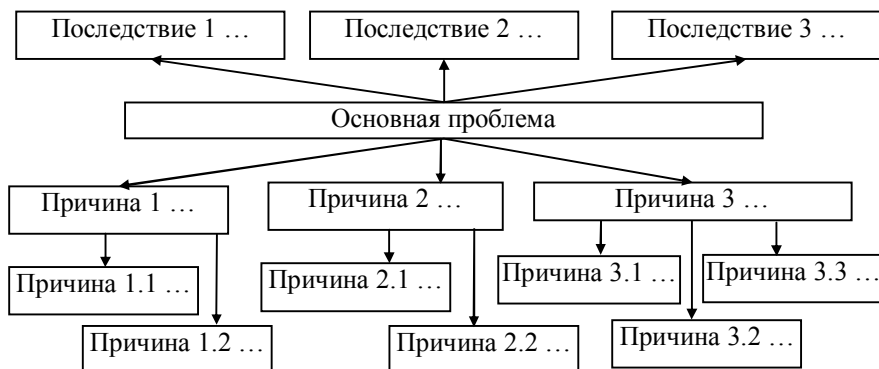 Последствие 1 …
Последствие 2 …
Последствие 3 …
Основная проблема
Причина 1 …
Причина 2 …
Причина 3 …
Причина 1.1 …
Причина 2.1 …
Причина 3.1 …
Причина 3.3 …
Причина 1.2 …
Причина 2.2 …
Причина 3.2 …